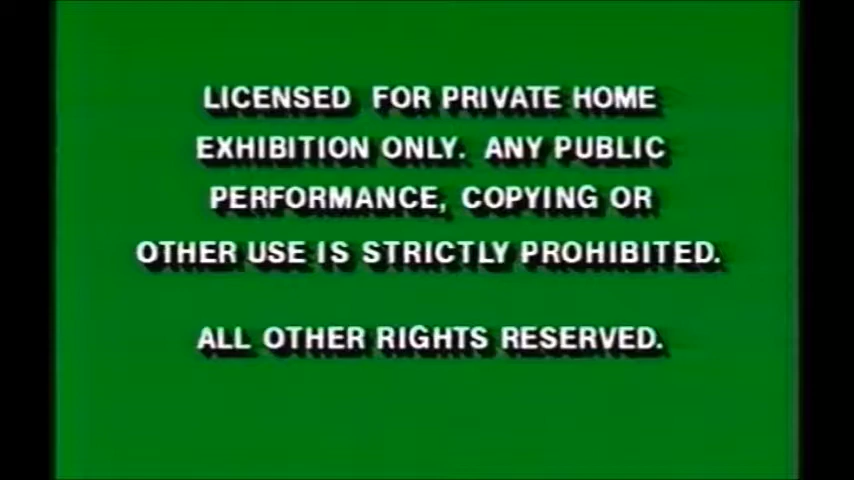 LICENSED FOR PRIVATE HOME
EXHIBITION ONLY. ANY PUBLIC
PERFORMANCE, COPYING OR
OTHER USE IS STRICTLY PROHIBITED.
ALL OTHER RIGHTS RESERVED.